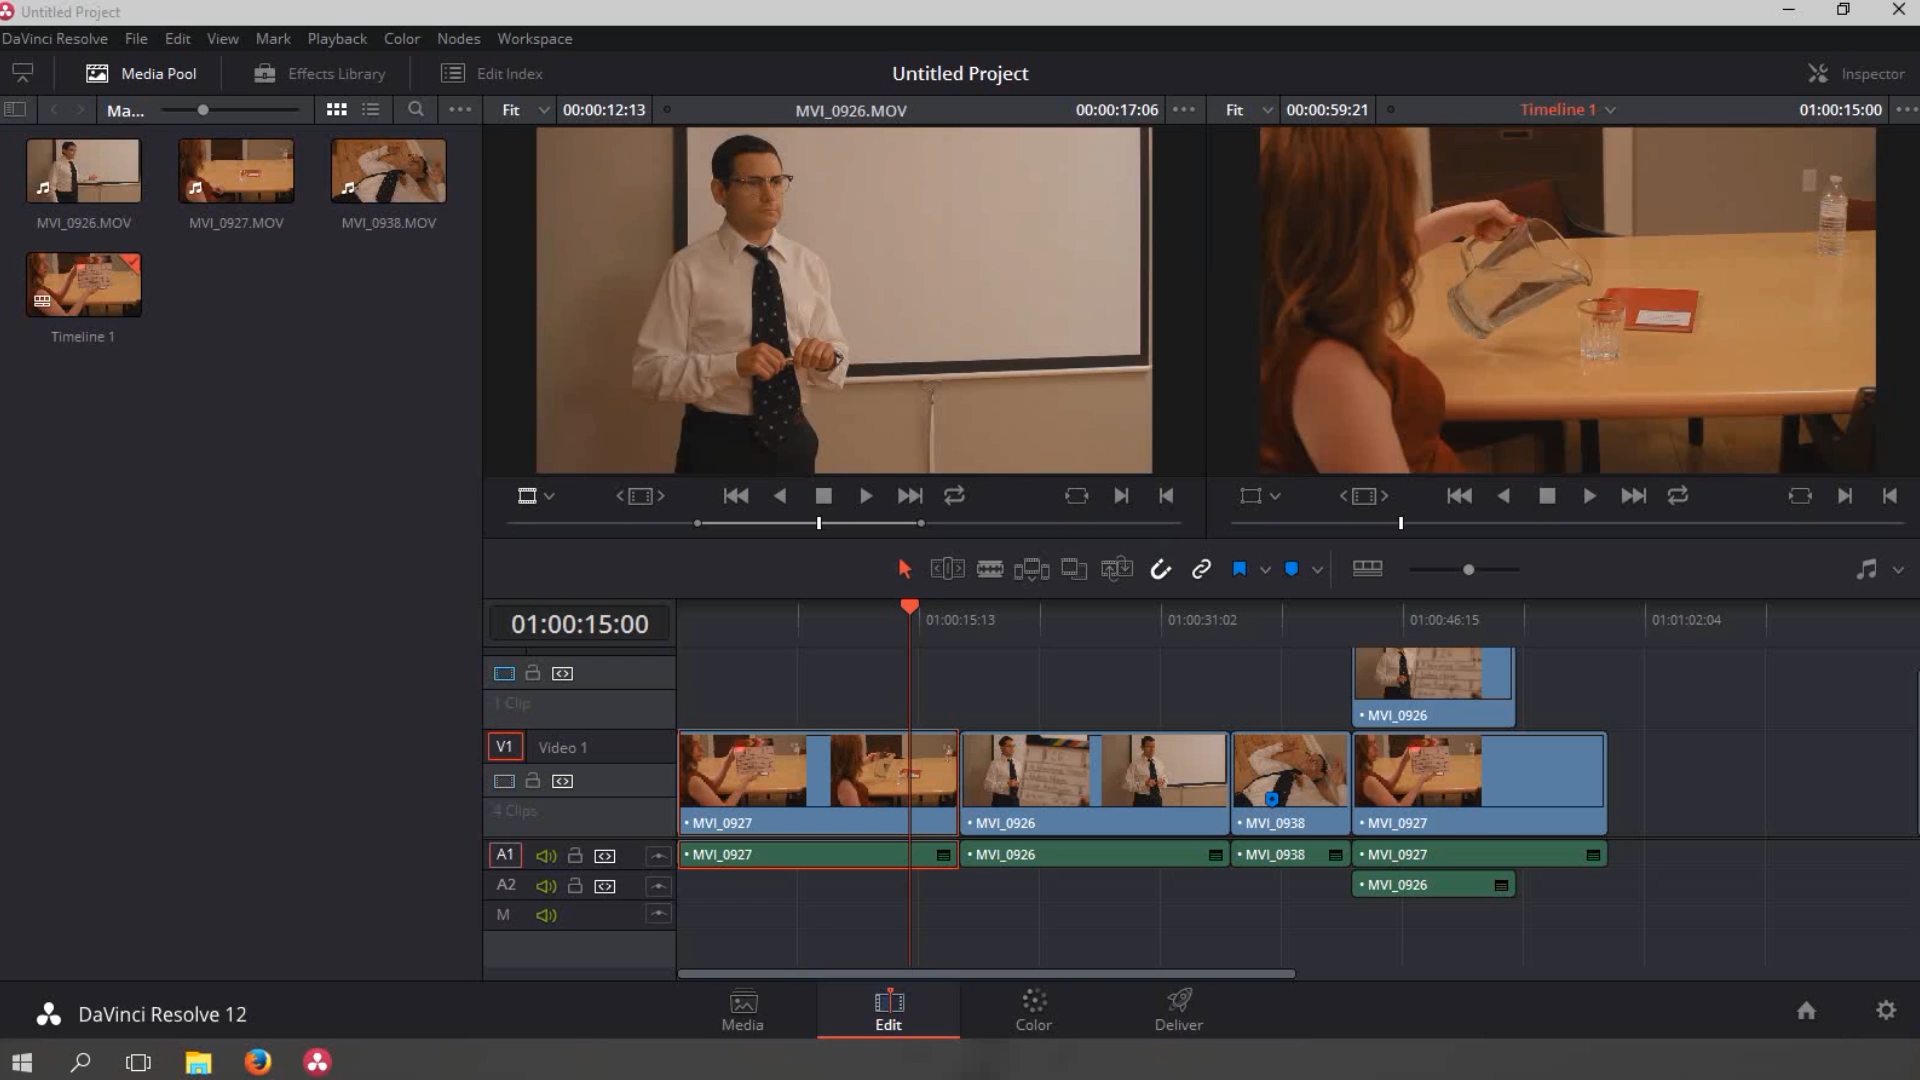 Untitled Project
DaVinci Resolve File Edit View Mark Playback Color Nodes Workspace
Media Pool Effects Library Edit Index Untitled Project Inspector
Ma... Fit 00:00:12:13 MVI_0926.MOV 00:00:17:06 Fit 00:00:59:21 Timeline 1 01:00:15:00
MVI_0926.MOV MVI_0927.MOV MVI_0938.MOV
Timeline 1
01:00:15:00 01:00:15:13 01:00:31:02 01:00:46:15 01:01:02:04
1 Clip
MVI_0926
V1 Video 1
4 Clips
MVI_0927 MVI_0926 MVI_0938 MVI_0927
A1 MVI_0927 MVI_0926 MVI_0938 MVI_0927
A2 MVI_0926
M
DaVinci Resolve 12 Media Edit Color Deliver